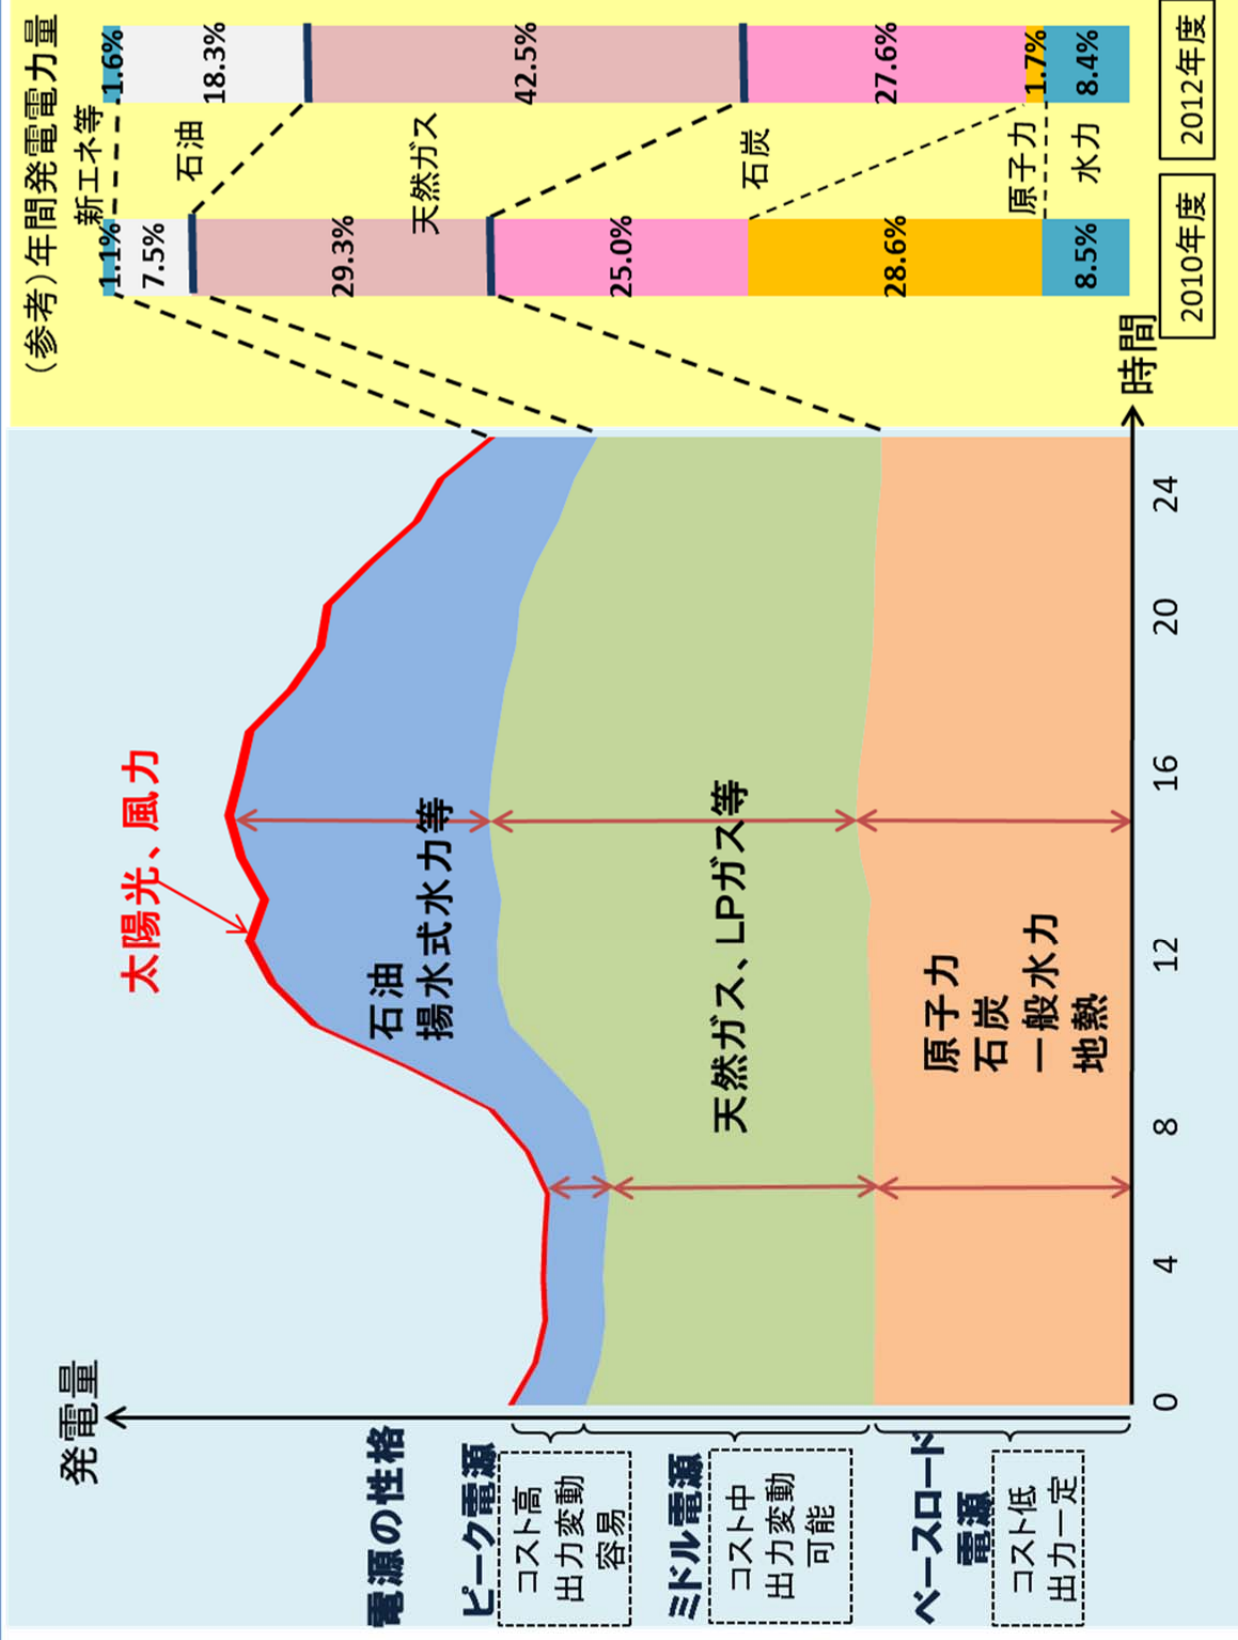 発電量
電源の性格
ピーク電源
コスト高
出力変動
容易
ミドル電源
コスト中
出力変動
可能
ベースロード
電源
コスト低
出力一定
太陽光、風力
石油
揚水式水力等
天然ガス、LPガス等
原子力
石炭
一般水力
地熱
0
4
8
12
16
20
24
時間
(参考)年間発電電力量
新エネ等
石油
天然ガス
石炭
原子力
水力
1.1%
7.5%
29.3%
25.0%
28.6%
8.5%
2010年度
1.6%
18.3%
42.5%
27.6%
1.7%
8.4%
2012年度